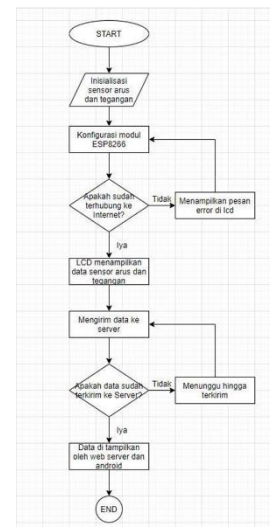 START
Inisialisasi
sensor arus
dan tegangan
Konfigurasi modul
ESP8266
Apakah sudah
terhubung ke
Internet?
Tidak
Menampilkan pesan
error di lcd
Iya
LCD menampilkan
data sensor arus dan
tegangan
Mengirim data ke
server
Apakah data sudah
terkirim ke Server?
Tidak
Menunggu hingga
terkirim
Iya
Data di tampilkan
oleh web server dan
android
END